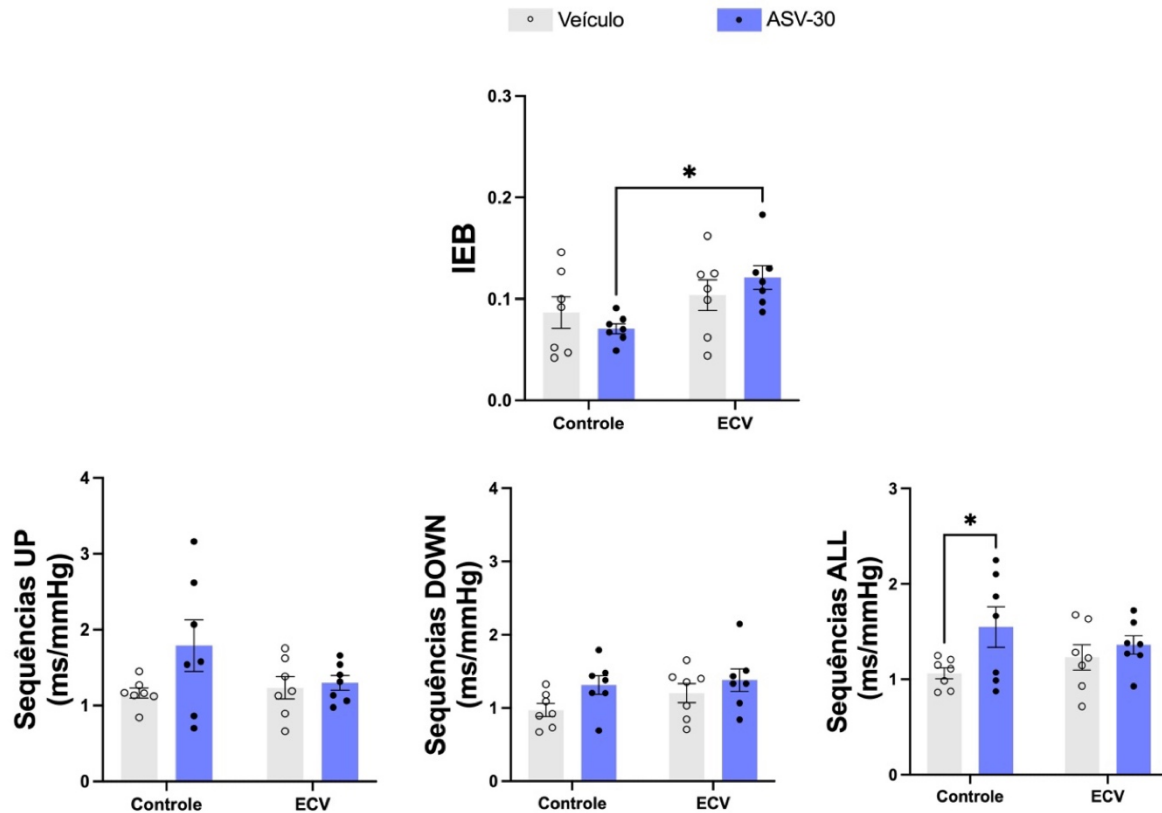 Veículo
ASV-30
IEB
0.3
0.2
0.1
0.0
*
Controle
ECV
Sequências UP
(ms/mmHg)
4
3
2
1
0
Controle
ECV
Sequências DOWN
(ms/mmHg)
4
3
2
1
0
Controle
ECV
Sequências ALL
(ms/mmHg)
3
2
1
0
*
Controle
ECV